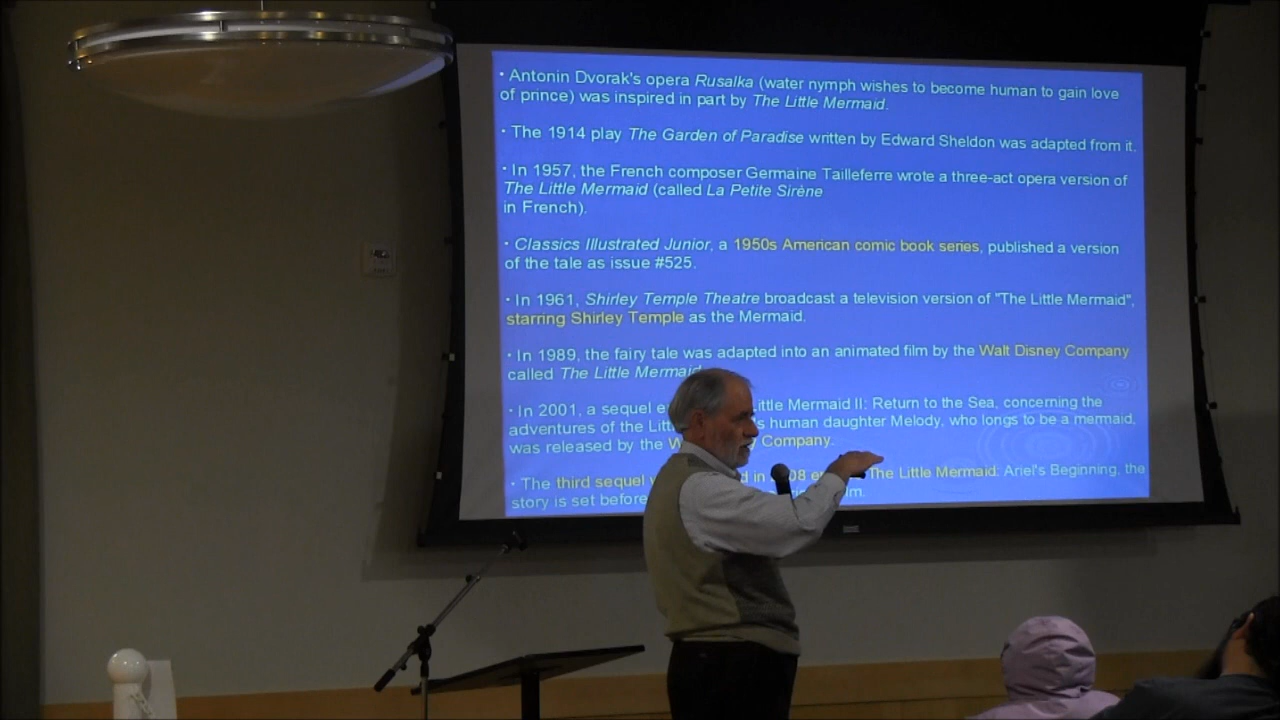 • Antonin Dvorak's opera Rusalka (water nymph wishes to become human to gain love
of prince) was inspired in part by The Little Mermaid.
• The 1914 play The Garden of Paradise written by Edward Sheldon was adapted from it.
• In 1957, the French composer Germaine Tailleferre wrote a three-act opera version of
The Little Mermaid (called La Petite Sirène
in French).
• Classics Illustrated Junior, a 1950s American comic book series, published a version
of the tale as issue #525.
• In 1961, Shirley Temple Theatre broadcast a television version of "The Little Mermaid",
starring Shirley Temple as the Mermaid.
• In 1989, the fairy tale was adapted into an animated film by the Walt Disney Company
called The Little Mermaid
• In 2001, a sequel ittle Mermaid II: Return to the Sea, concerning the
adventures of the 's human daughter Melody, who longs to be a mermaid,
was released by the Company.
• The third sequel in 08 The Little Mermaid: Ariel's Beginning, the
story is set before